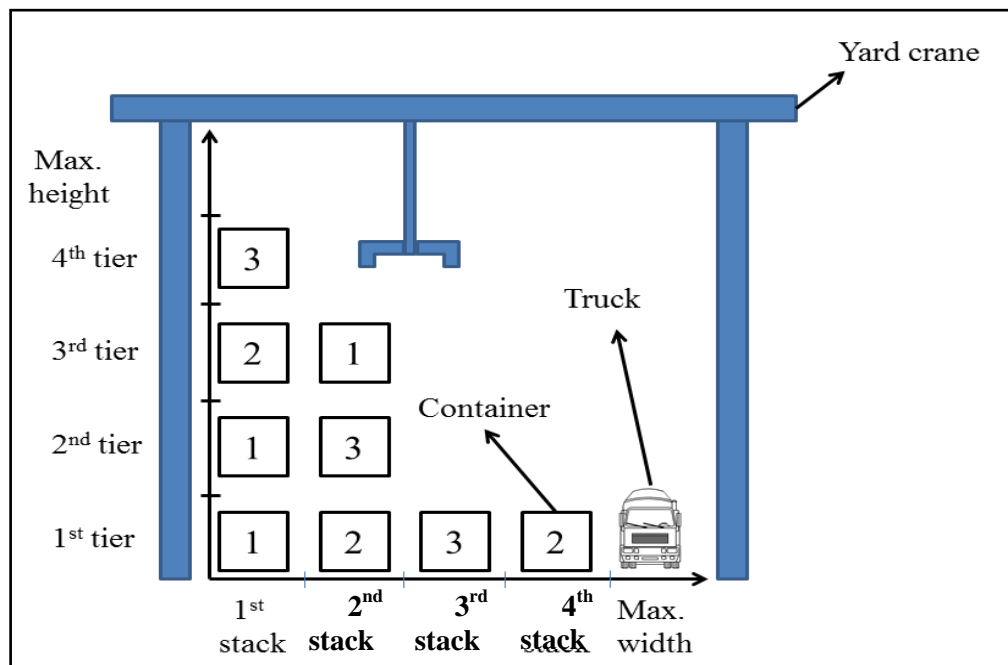 Yard crane
Max.
height
4th tier
3
Truck
3rd tier
2 1
Container
2nd tier
1 3
1st tier
1 2 3 2
1st 2nd 3rd 4th Max.
stack stack stack stack width